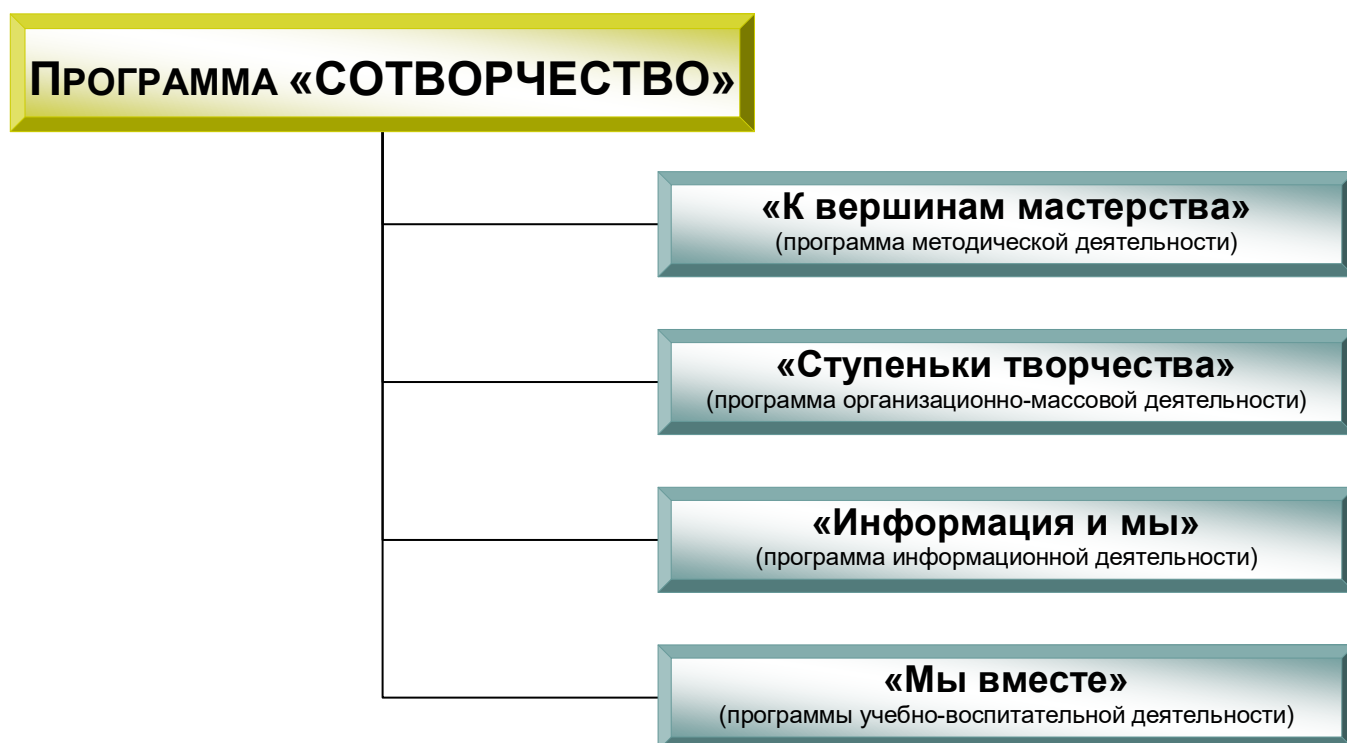 ПРОГРАММА «СОТВОРЧЕСТВО»
«К вершинам мастерства»
(программа методической деятельности)
«Ступеньки творчества»
(программа организационно-массовой деятельности)
«Информация и мы»
(программа информационной деятельности)
«Мы вместе»
(программы учебно-воспитательной деятельности)